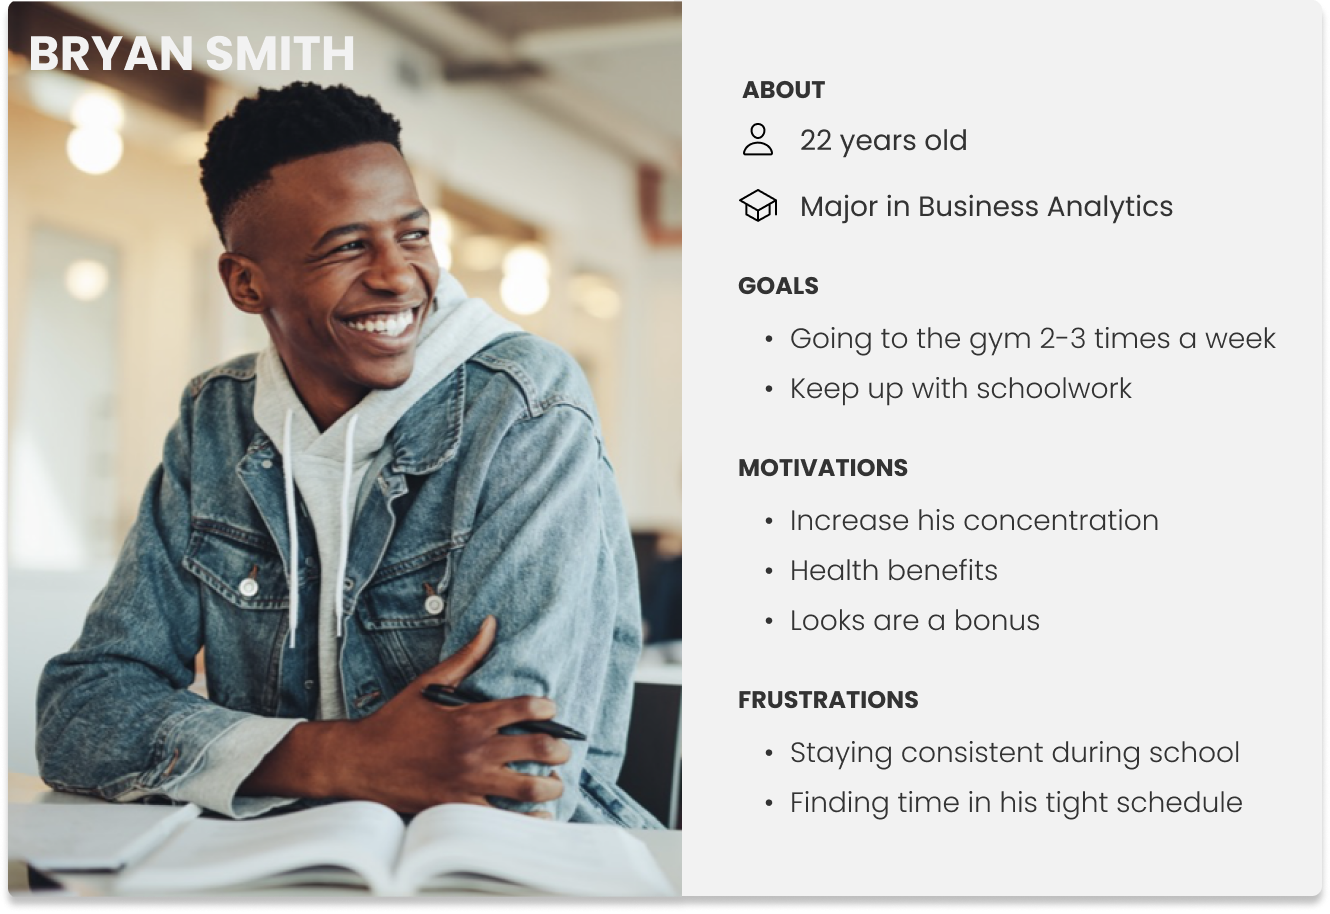 BRYAN SMITH
ABOUT
22 years old
Major in Business Analytics
GOALS
• Going to the gym 2-3 times a week
• Keep up with schoolwork
MOTIVATIONS
• Increase his concentration
• Health benefits
• Looks are a bonus
FRUSTRATIONS
• Staying consistent during school
• Finding time in his tight schedule